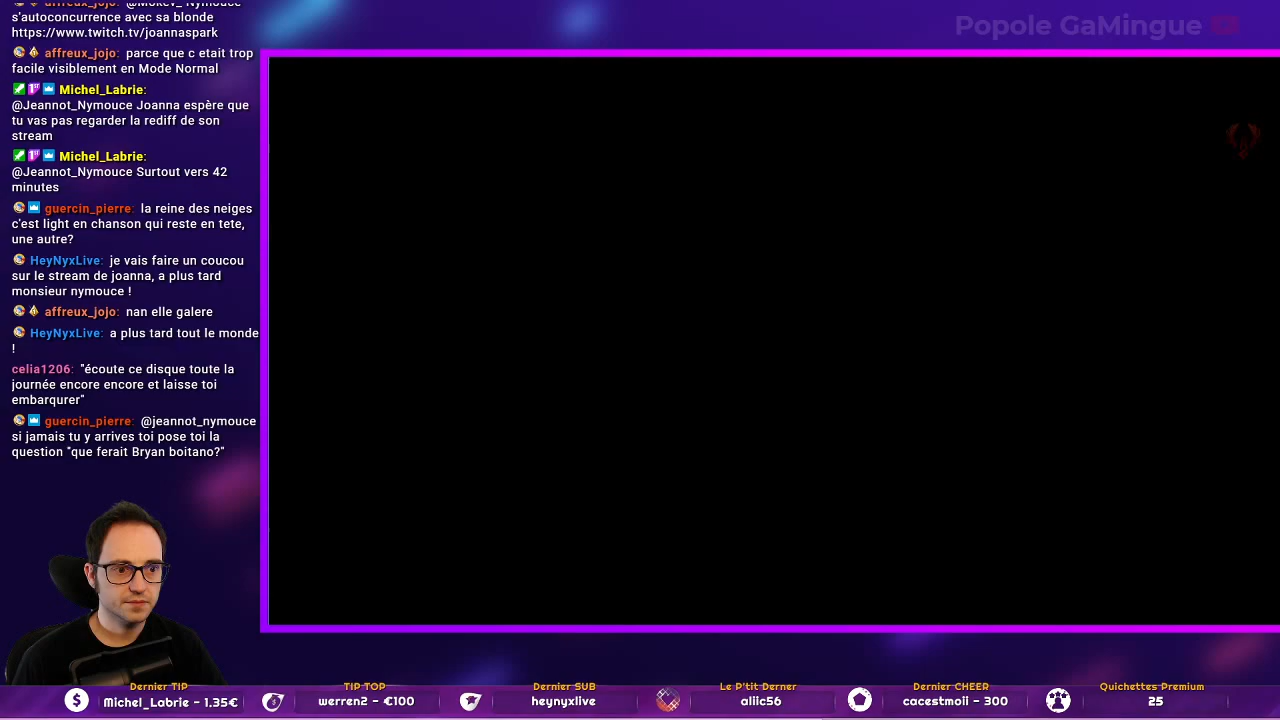 affreux_jojo: @Mokev_ Nymouce
s'autoconcurrence avec sa blonde
https://www.twitch.tv/joannaspark
affreux_jojo: parce que c etait trop
facile visiblement en Mode Normal
Michel_Labrie:
@Jeannot_Nymouce Joanna espère que
tu vas pas regarder la rediff de son
stream
Michel_Labrie:
@Jeannot_Nymouce Surtout vers 42
minutes
guercin_pierre: la reine des neiges
c'est light en chanson qui reste en tete,
une autre?
HeyNyxLive: je vais faire un coucou
sur le stream de joanna, a plus tard
monsieur nymouce !
affreux_jojo: nan elle galere
HeyNyxLive: a plus tard tout le monde
!
celia1206: "écoute ce disque toute la
journée encore encore et laisse toi
embarqurer"
guercin_pierre: @jeannot_nymouce
si jamais tu y arrives toi pose toi la
question "que ferait Bryan boitano?"
Popole GaMingue
Dernier TIP
Michel_Labrie - 1.35€
TIP TOP
werren2 - €100
Dernier SUB
heynyxlive
Le P'tit Derner
aliic56
Dernier CHEER
cacestmoii - 300
Quichettes Premium
25